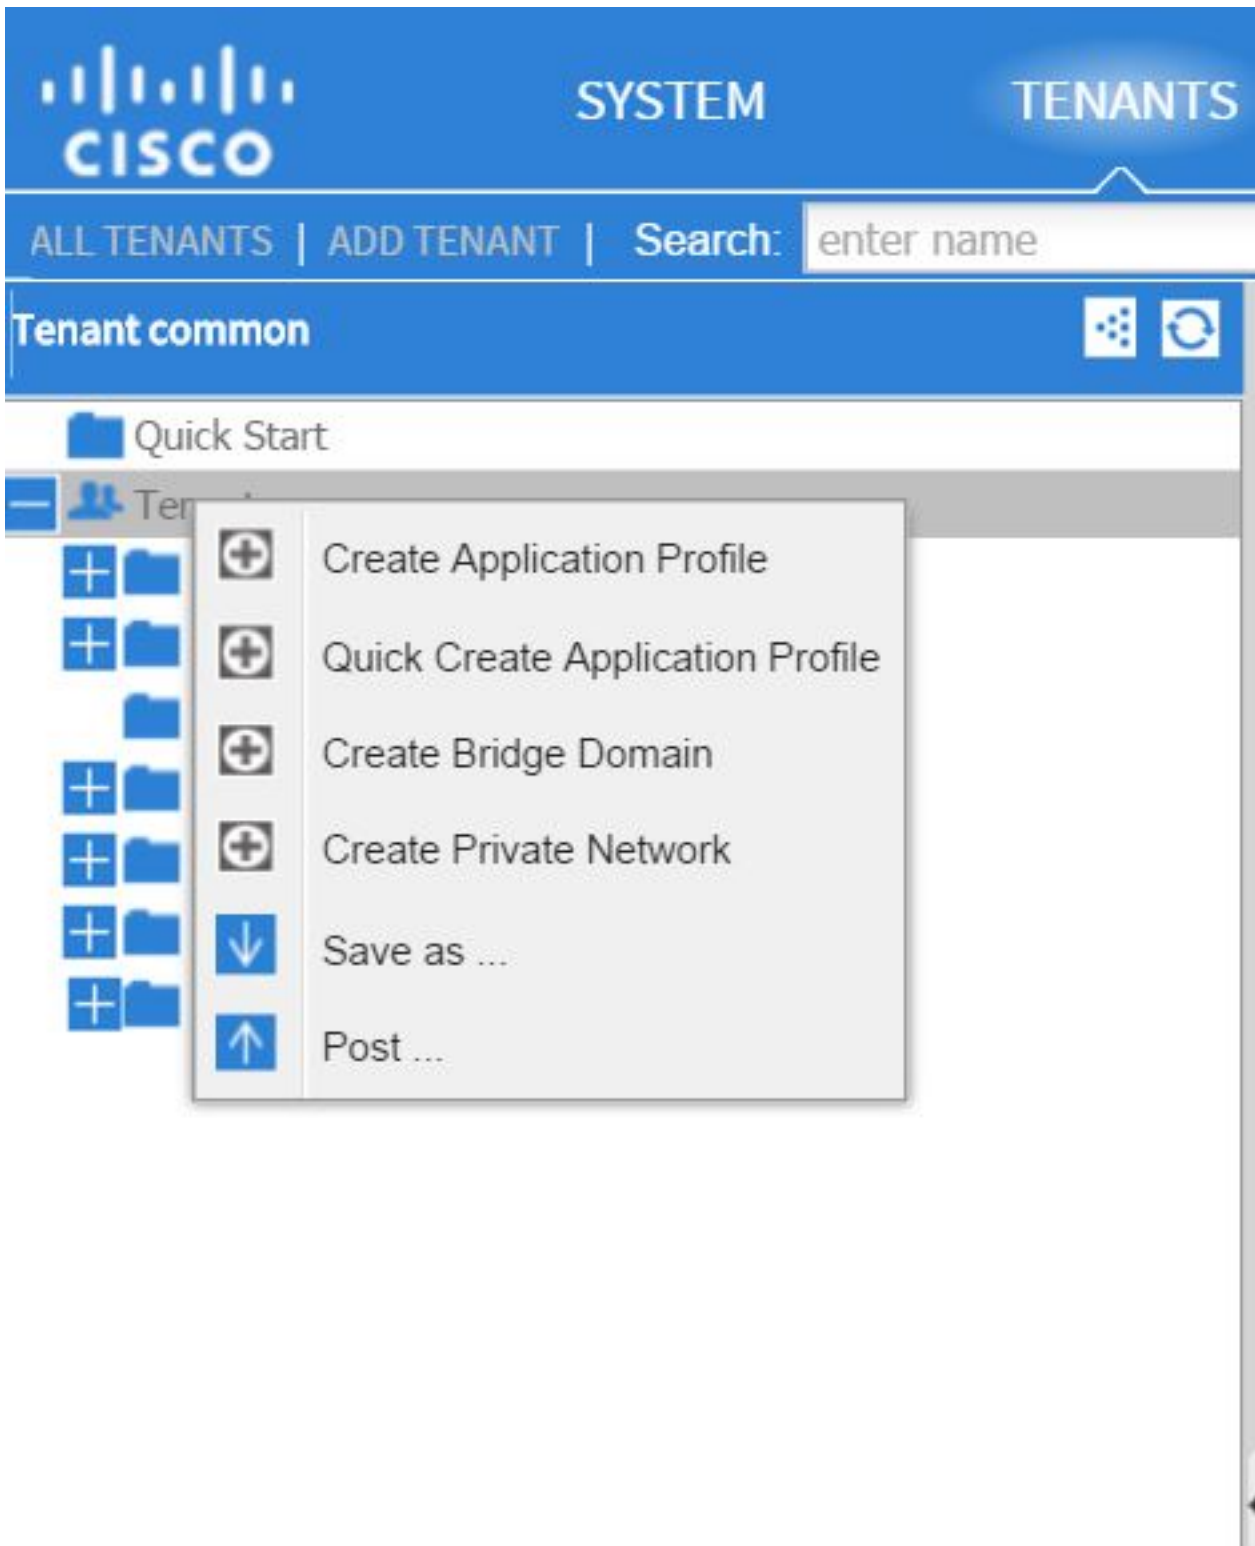 CISCO
SYSTEM TENANTS
ALL TENANTS | ADD TENANT | Search: enter name
Tenant common
Quick Start
Create Application Profile
Quick Create Application Profile
Create Bridge Domain
Create Private Network
Save as ...
Post ...